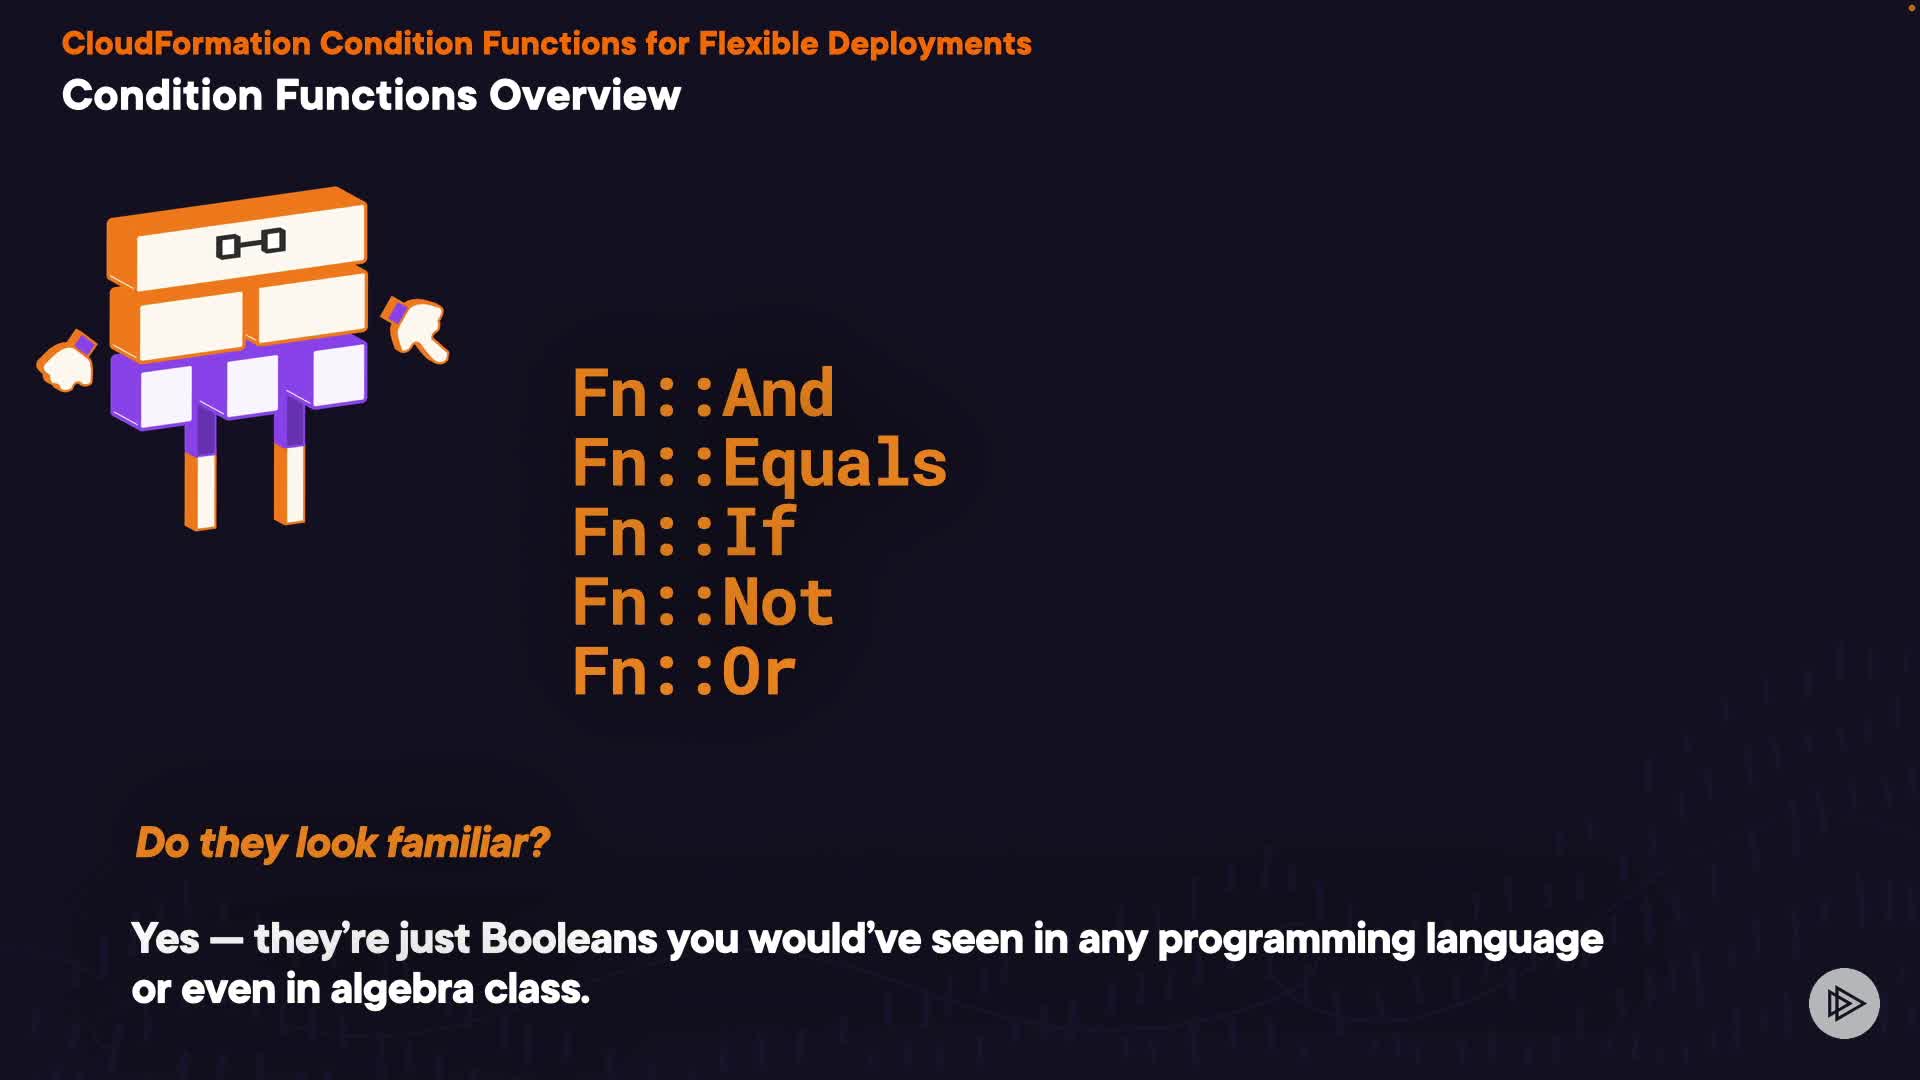 CloudFormation Condition Functions for Flexible Deployments
Condition Functions Overview
Fn::And
Fn::Equals
Fn::If
Fn::Not
Fn::Or
Do they look familiar?
Yes — they’re just Booleans you would’ve seen in any programming language
or even in algebra class.